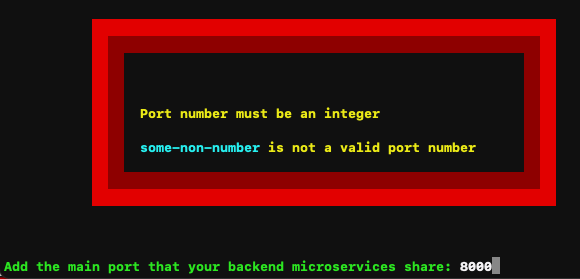 Port number must be an integer
some-non-number is not a valid port number
Add the main port that your backend microservices share: 8000